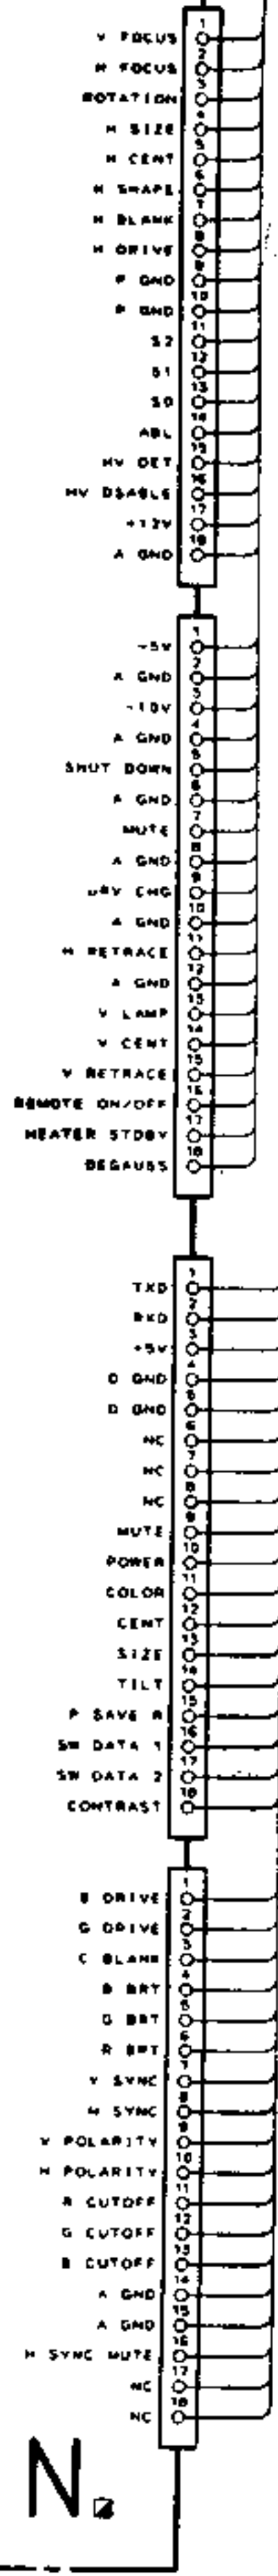 V FOCUS 1
H FOCUS 2
ROTATION 3
H SIZE 4
H CENT 5
H SHAPE 6
H BLANK 7
H DRIVE 8
P GND 9
P GND 10
S2 11
S1 12
S0 13
ABL 14
HV DET 15
HV DSABLE 16
+12V 17
A GND 18
-5V 1
A GND 2
-10V 3
A GND 4
SHUT DOWN 5
A GND 6
MUTE 7
A GND 8
CHG 9
A GND 10
H RETRACE 11
A GND 12
V LAMP 13
V CENT 14
V RETRACE 15
REMOTE ON/OFF 16
HEATER STDBY 17
DEGAUSS 18
TXD 1
RXD 2
+5V 3
D GND 4
D GND 5
NC 6
NC 7
NC 8
MUTE 9
POWER 10
COLOR 11
CENT 12
SIZE 13
TILT 14
P SAVE 15
SW DATA 1 16
SW DATA 2 17
CONTRAST 18
B DRIVE 1
G DRIVE 2
C BLANK 3
B BRT 4
G BRT 5
R BRT 6
V SYNC 7
H SYNC 8
V POLARITY 9
H POLARITY 10
R CUTOFF 11
G CUTOFF 12
B CUTOFF 13
A GND 14
A GND 15
H SYNC MUTE 16
NC 17
NC 18
N.